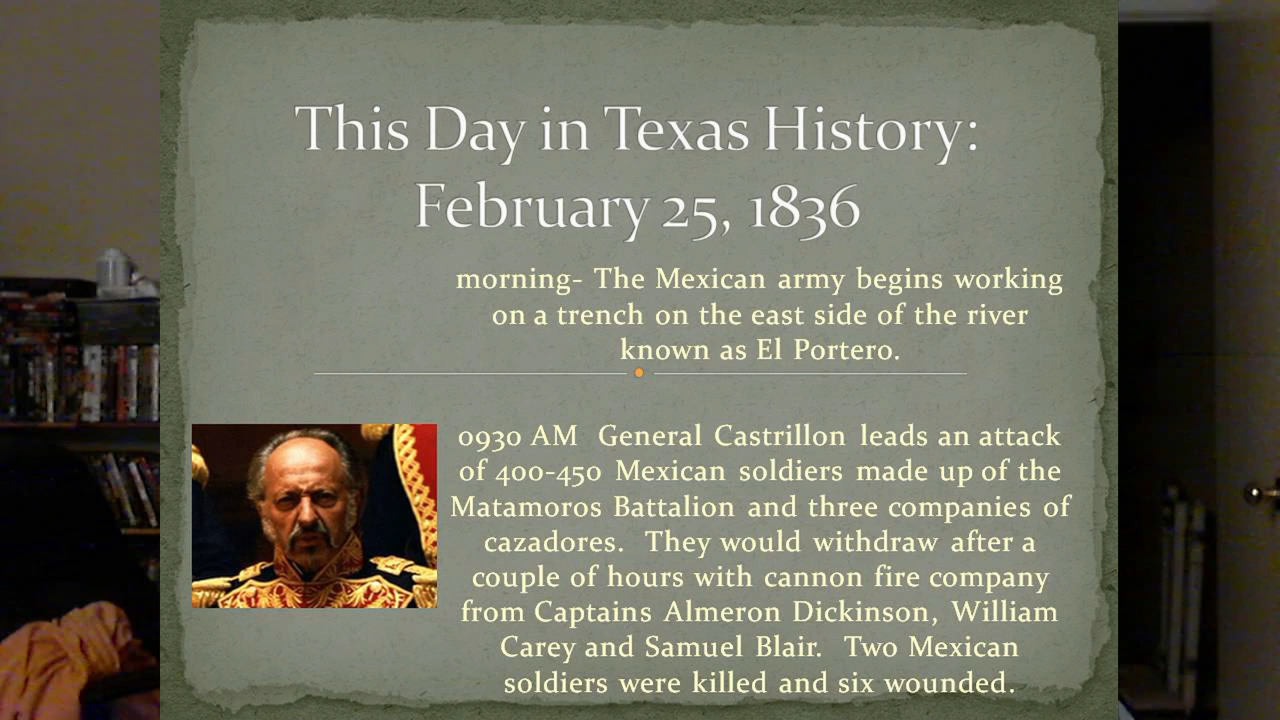 This Day in Texas History:
February 25, 1836
morning- The Mexican army begins working
on a trench on the east side of the river
known as El Portero.
0930 AM General Castrillon leads an attack
of 400-450 Mexican soldiers made up of the
Matamoros Battalion and three companies of
cazadores. They would withdraw after a
couple of hours with cannon fire company
from Captains Almeron Dickinson, William
Carey and Samuel Blair. Two Mexican
soldiers were killed and six wounded.